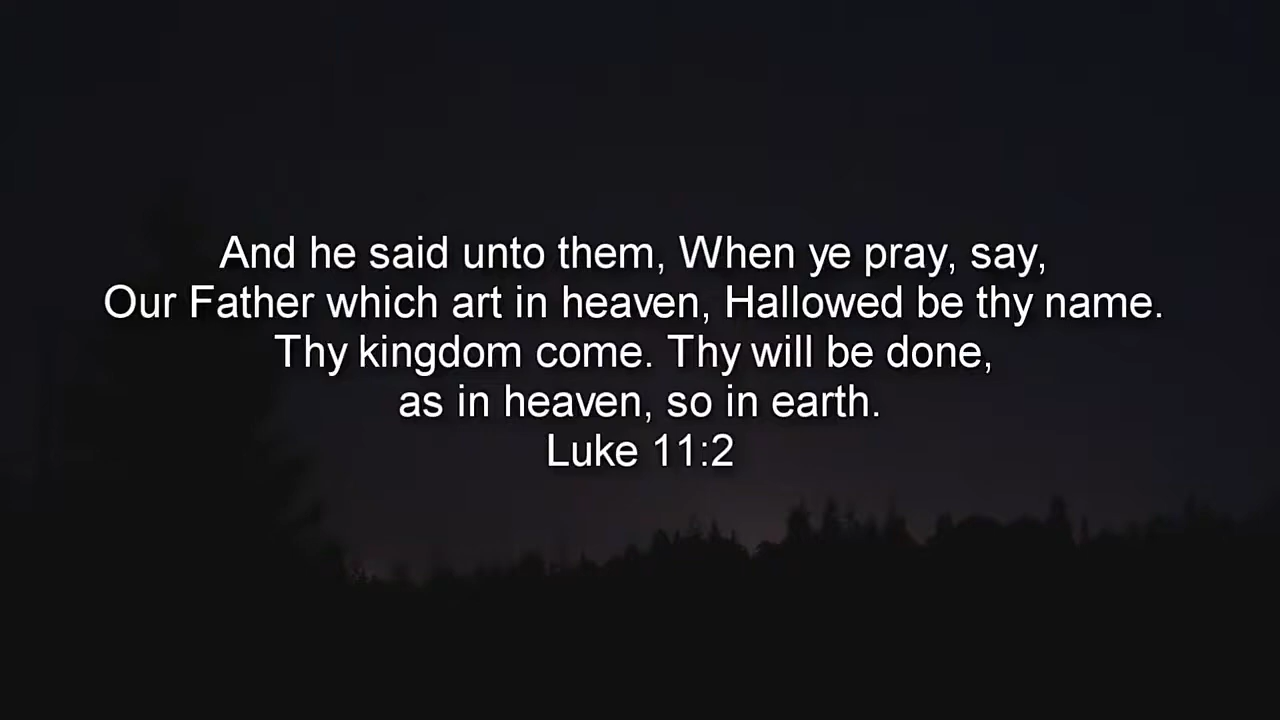 And he said unto them, When ye pray, say,
Our Father which art in heaven, Hallowed be thy name.
Thy kingdom come. Thy will be done,
as in heaven, so in earth.
Luke 11:2